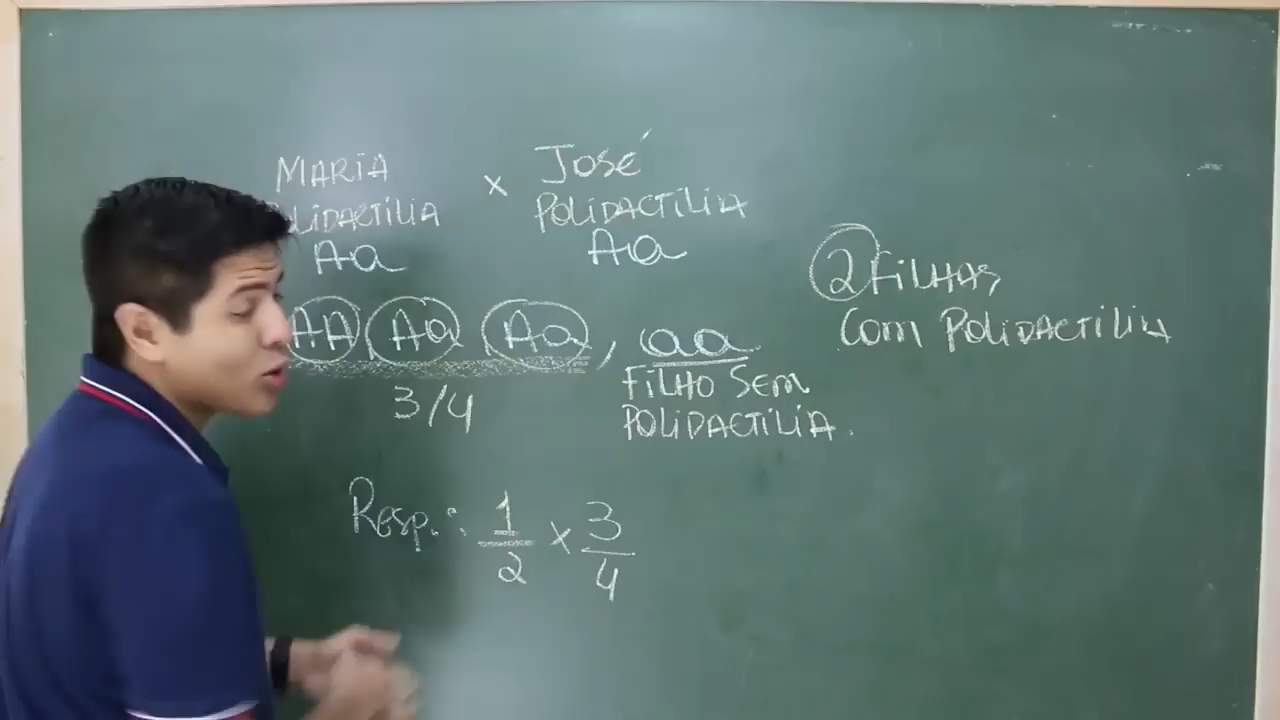 MARIA
x
JOSÉ
POLIDACTILIA
Aa
POLIDACTILIA
Aa
AA Aa Aa , aa
3/4
FILHO SEM
POLIDACTILIA.
2 FILHAS
COM POLIDACTILIA
Resp.: 1/2 x 3/4